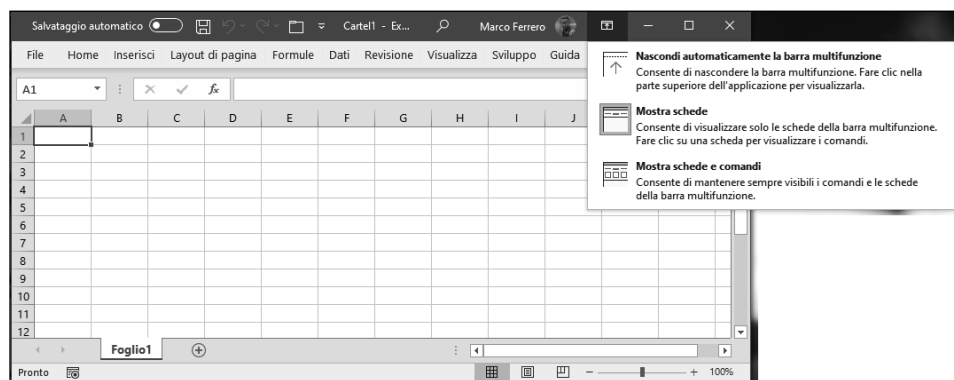 Salvataggio automatico Cartel1 - Ex... Marco Ferrero
File Home Inserisci Layout di pagina Formule Dati Revisione Visualizza Sviluppo Guida
A1 fx
A B C D E F G H I J
1
2
3
4
5
6
7
8
9
10
11
12
Foglio1
Pronto 100%
Nascondi automaticamente la barra multifunzione
Consente di nascondere la barra multifunzione. Fare clic nella
parte superiore dell'applicazione per visualizzarla.
Mostra schede
Consente di visualizzare solo le schede della barra multifunzione.
Fare clic su una scheda per visualizzare i comandi.
Mostra schede e comandi
Consente di mantenere sempre visibili i comandi e le schede
della barra multifunzione.